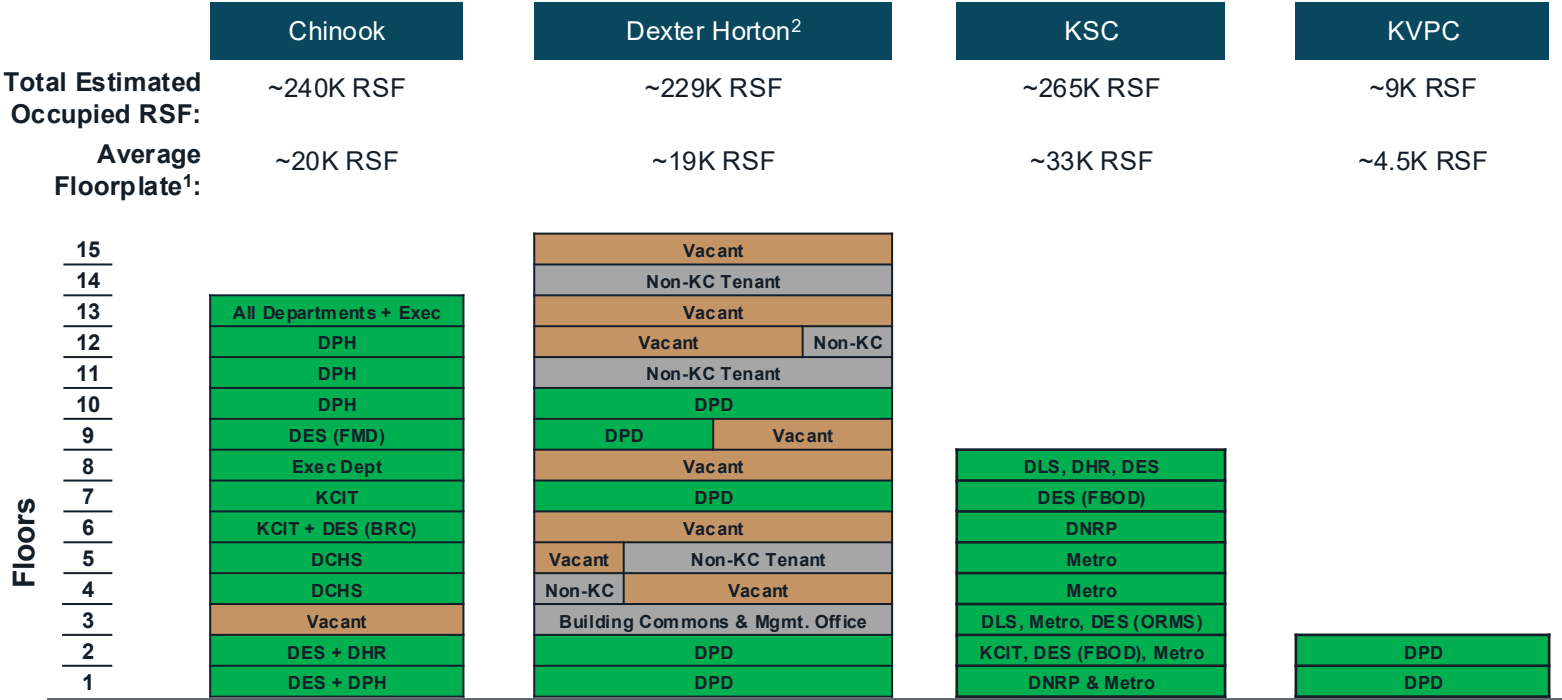 Chinook Dexter Horton² KSC KVPC
Total Estimated
Occupied RSF: ~240K RSF ~229K RSF ~265K RSF ~9K RSF
Average
Floorplate¹: ~20K RSF ~19K RSF ~33K RSF ~4.5K RSF
Floors
15 Vacant
14 Non-KC Tenant
13 All Departments + Exec Vacant
12 DPH Vacant Non-KC
11 DPH Non-KC Tenant
10 DPH DPD
9 DES (FMD) DPD Vacant
8 Exec Dept Vacant DLS, DHR, DES
7 KCIT DPD DES (FBOD)
6 KCIT + DES (BRC) Vacant DNRP
5 DCHS Vacant Non-KC Tenant Metro
4 DCHS Non-KC Vacant Metro
3 Vacant Building Commons & Mgmt. Office DLS, Metro, DES (ORMS)
2 DES + DHR DPD KCIT, DES (FBOD), Metro DPD
1 DES + DPH DPD DNRP & Metro DPD